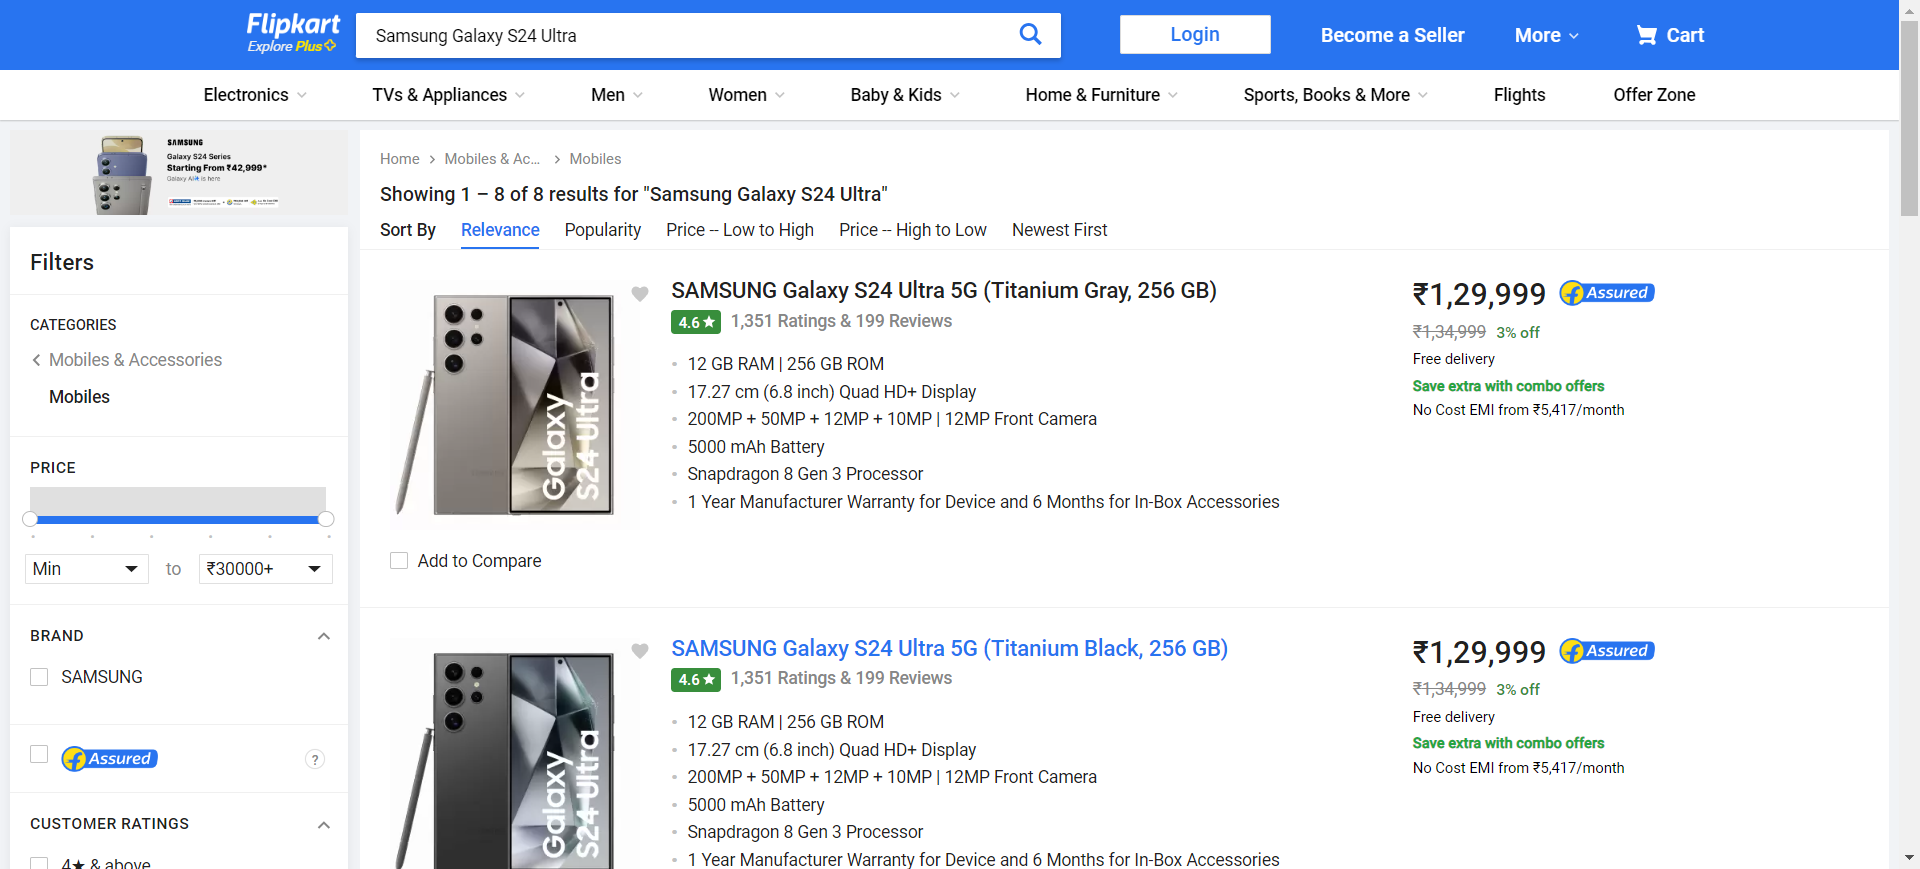 Flipkart
Explore Plus
Samsung Galaxy S24 Ultra
Login
Become a Seller
More
Cart
Electronics
TVs & Appliances
Men
Women
Baby & Kids
Home & Furniture
Sports, Books & More
Flights
Offer Zone
SAMSUNG
Galaxy S24 Series
Starting From ₹42,999*
Galaxy AI is here
Filters
CATEGORIES
Mobiles & Accessories
Mobiles
PRICE
Min to ₹30000+
BRAND
SAMSUNG
Assured
?
CUSTOMER RATINGS
4★ & above
Home > Mobiles & Ac... > Mobiles
Showing 1 – 8 of 8 results for "Samsung Galaxy S24 Ultra"
Sort By Relevance Popularity Price -- Low to High Price -- High to Low Newest First
Galaxy
S24 Ultra
Add to Compare
SAMSUNG Galaxy S24 Ultra 5G (Titanium Gray, 256 GB)
4.6★ 1,351 Ratings & 199 Reviews
12 GB RAM | 256 GB ROM
17.27 cm (6.8 inch) Quad HD+ Display
200MP + 50MP + 12MP + 10MP | 12MP Front Camera
5000 mAh Battery
Snapdragon 8 Gen 3 Processor
1 Year Manufacturer Warranty for Device and 6 Months for In-Box Accessories
₹1,29,999 Assured
₹1,34,999 3% off
Free delivery
Save extra with combo offers
No Cost EMI from ₹5,417/month
Galaxy
S24 Ultra
SAMSUNG Galaxy S24 Ultra 5G (Titanium Black, 256 GB)
4.6★ 1,351 Ratings & 199 Reviews
12 GB RAM | 256 GB ROM
17.27 cm (6.8 inch) Quad HD+ Display
200MP + 50MP + 12MP + 10MP | 12MP Front Camera
5000 mAh Battery
Snapdragon 8 Gen 3 Processor
1 Year Manufacturer Warranty for Device and 6 Months for In-Box Accessories
₹1,29,999 Assured
₹1,34,999 3% off
Free delivery
Save extra with combo offers
No Cost EMI from ₹5,417/month